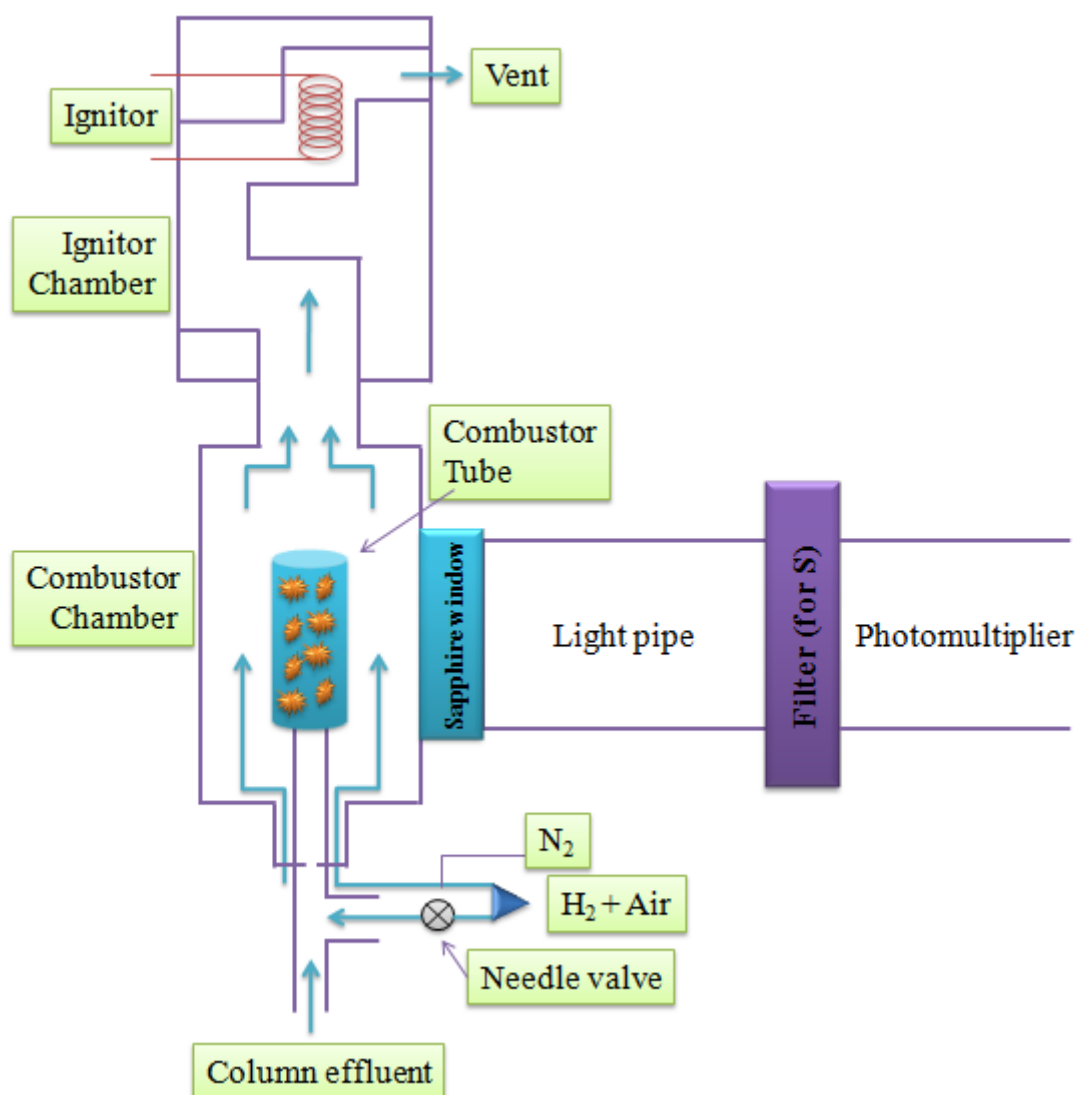 Vent
Ignitor
Ignitor
Chamber
Combustor
Tube
Combustor
Chamber
Sapphire window
Light pipe
Filter (for S)
Photomultiplier
N₂
H₂ + Air
Needle valve
Column effluent